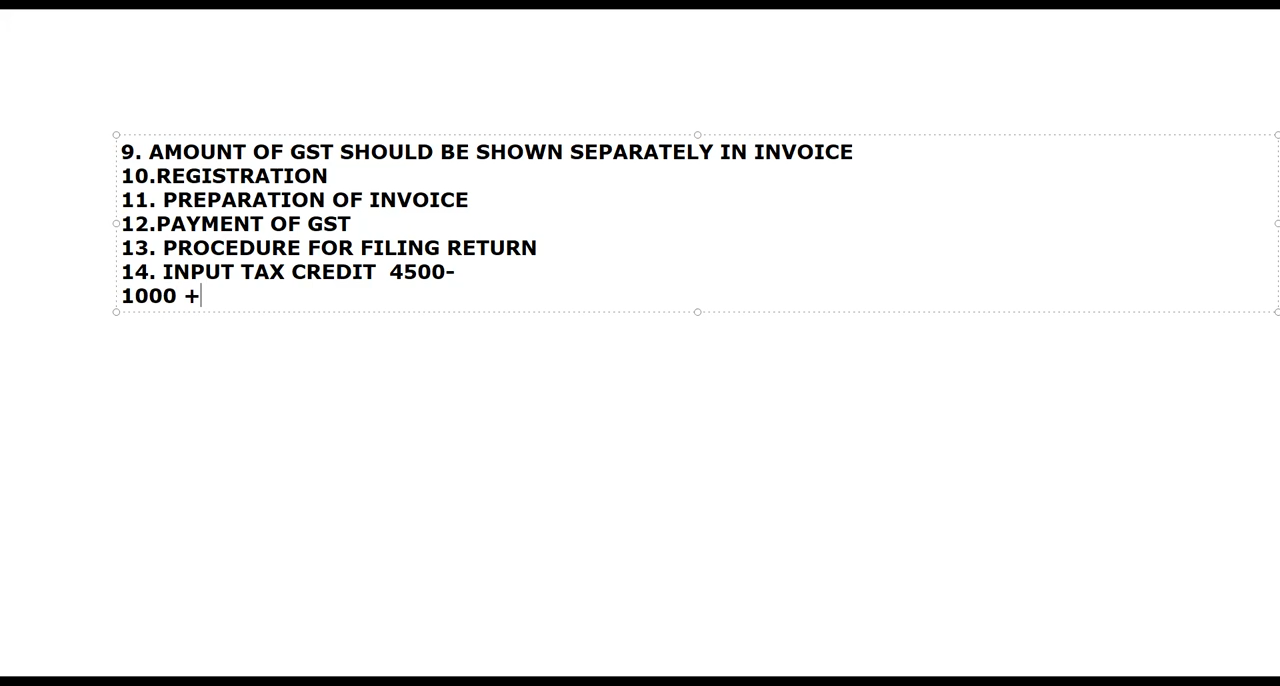 9. AMOUNT OF GST SHOULD BE SHOWN SEPARATELY IN INVOICE
10.REGISTRATION
11. PREPARATION OF INVOICE
12.PAYMENT OF GST
13. PROCEDURE FOR FILING RETURN
14. INPUT TAX CREDIT  4500-
1000 +